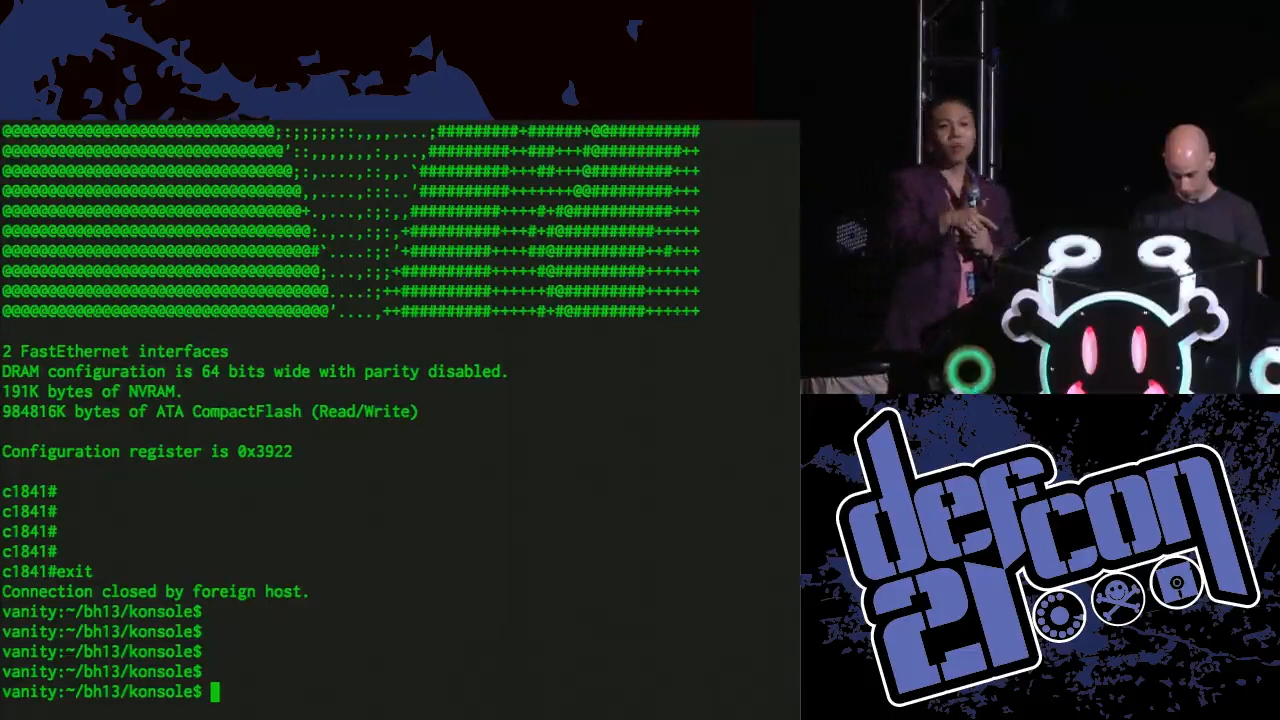 @@@@@@@@@@@@@@@@@@@@@@@@@@@@@@;:;;;;;::,,,,....;#########+######+@@##########
@@@@@@@@@@@@@@@@@@@@@@@@@@@@@@@'::,,,,,,,:,,..,#########++###+++#@#########++
@@@@@@@@@@@@@@@@@@@@@@@@@@@@@@@@;:,....,::,,.`##########+++##+++@#########+++
@@@@@@@@@@@@@@@@@@@@@@@@@@@@@@@@@,,....,:::..'##########+++++++@@#########+++
@@@@@@@@@@@@@@@@@@@@@@@@@@@@@@@@@+.,...,:;:,,##########++++#+#@###########+++
@@@@@@@@@@@@@@@@@@@@@@@@@@@@@@@@@@:,..,:;:,+##########+++#+#@##########+++++
@@@@@@@@@@@@@@@@@@@@@@@@@@@@@@@@@@#`....:;:'+##########++++##@#########++#+++
@@@@@@@@@@@@@@@@@@@@@@@@@@@@@@@@@@@;...,:;;+##########+++++#@#########++++++
@@@@@@@@@@@@@@@@@@@@@@@@@@@@@@@@@@@@....:;++##########++++++#@#########++++++
@@@@@@@@@@@@@@@@@@@@@@@@@@@@@@@@@@@@'....,++##########+++++#+#@########++++++
2 FastEthernet interfaces
DRAM configuration is 64 bits wide with parity disabled.
191K bytes of NVRAM.
984816K bytes of ATA CompactFlash (Read/Write)
Configuration register is 0x3922
c1841#
c1841#
c1841#
c1841#
c1841#exit
Connection closed by foreign host.
vanity:~/bh13/konsole$
vanity:~/bh13/konsole$
vanity:~/bh13/konsole$
vanity:~/bh13/konsole$
vanity:~/bh13/konsole$
defcon
21